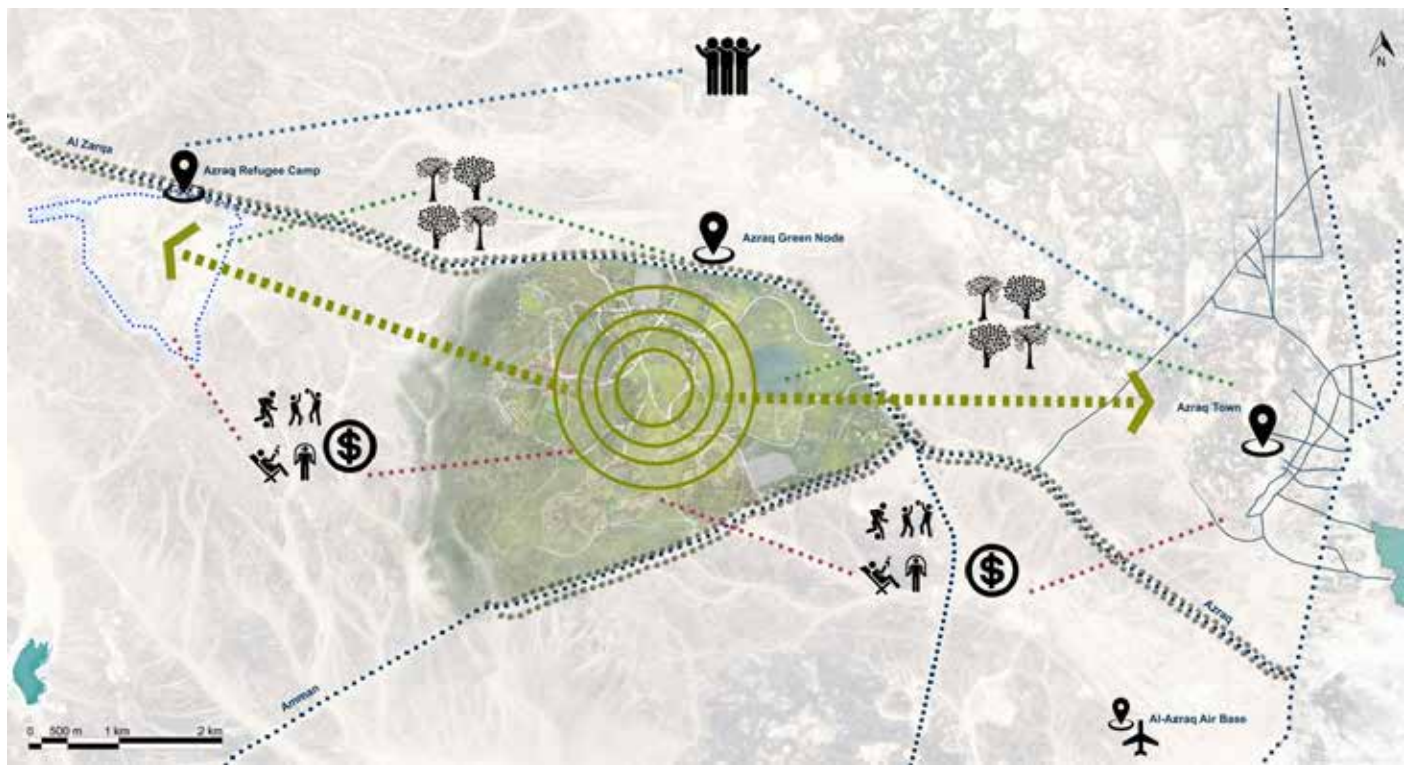 N
Al Zarqa
Azraq Refugee Camp
Azraq Green Node
Azraq Town
$
$
Azraq
Amman
Al-Azraq Air Base
0 500 m 1 km 2 km